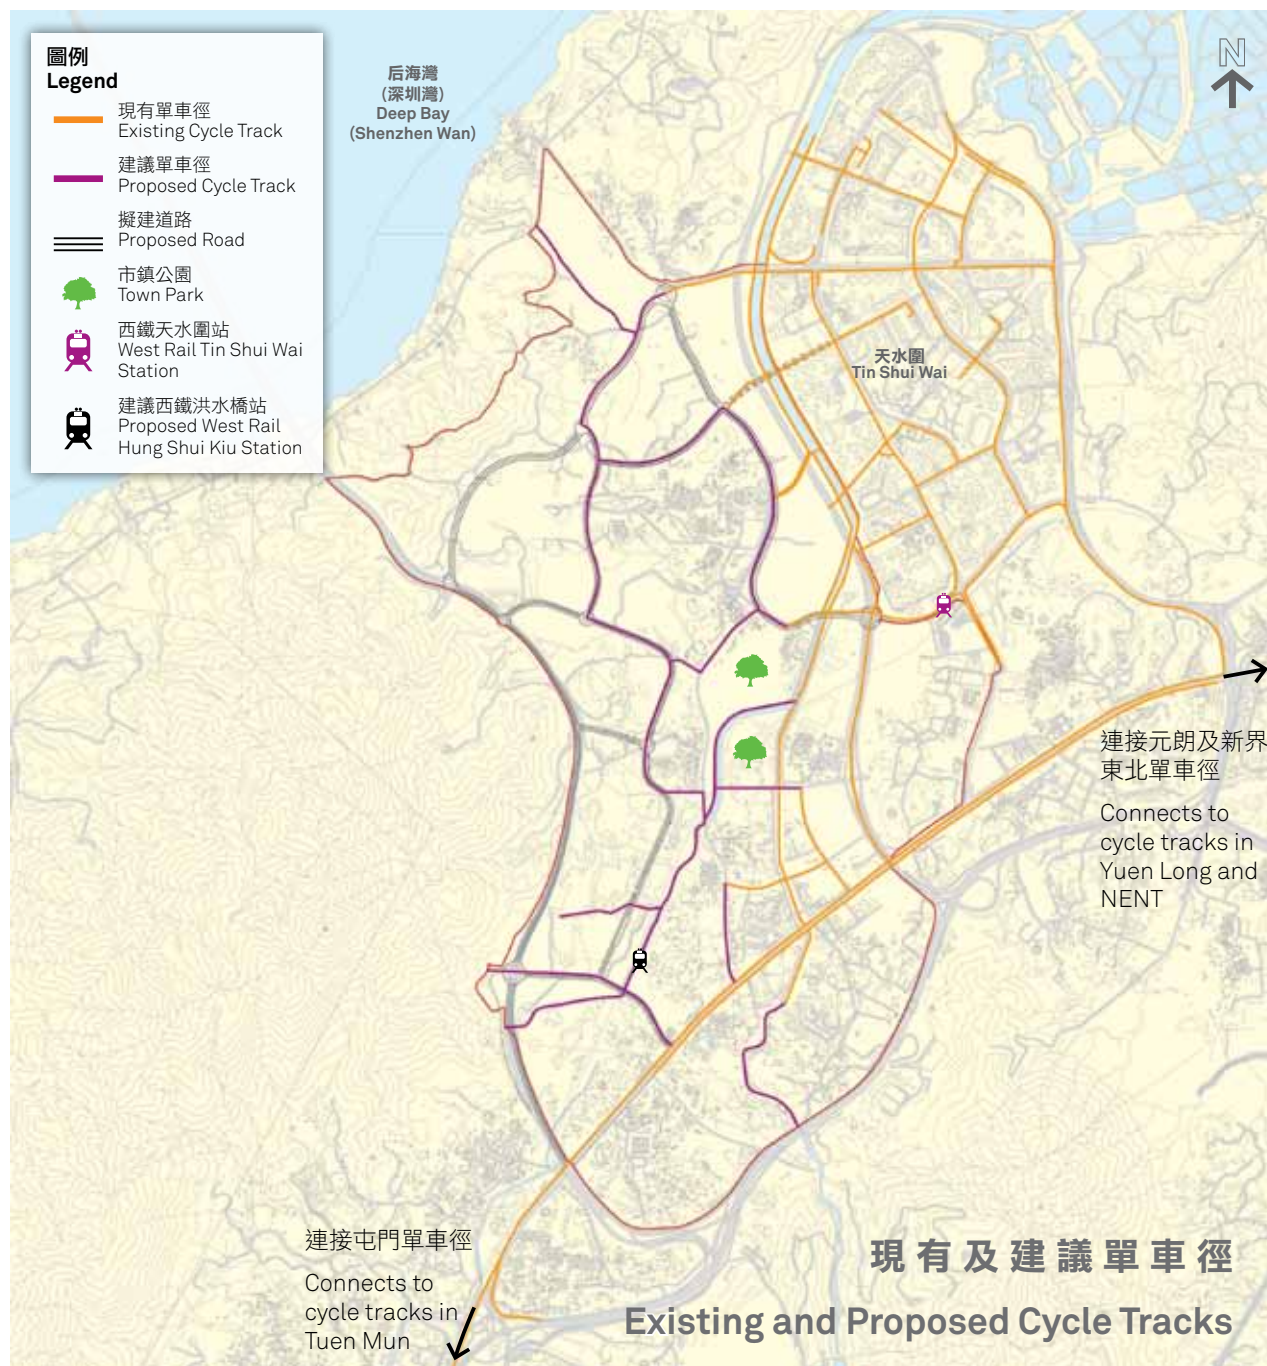 圖例
Legend
現有單車徑
Existing Cycle Track
建議單車徑
Proposed Cycle Track
擬建道路
Proposed Road
市鎮公園
Town Park
西鐵天水圍站
West Rail Tin Shui Wai
Station
建議西鐵洪水橋站
Proposed West Rail
Hung Shui Kiu Station
后海灣
(深圳灣)
Deep Bay
(Shenzhen Wan)
N
天水圍
Tin Shui Wai
連接元朗及新界
東北單車徑
Connects to
cycle tracks in
Yuen Long and
NENT
連接屯門單車徑
Connects to
cycle tracks in
Tuen Mun
現有及建議單車徑
Existing and Proposed Cycle Tracks